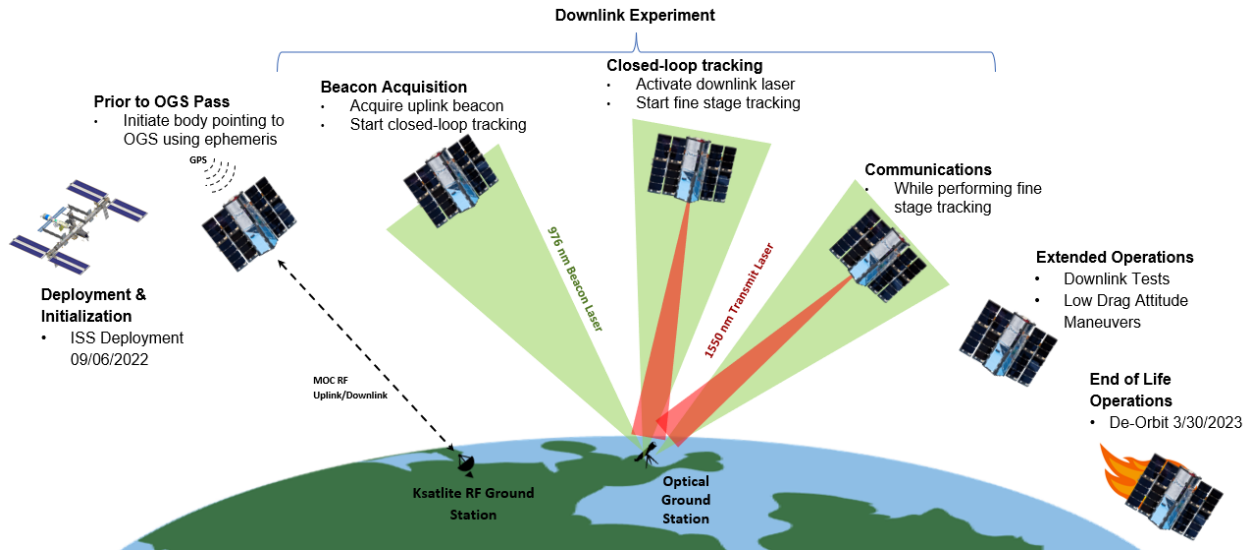 Downlink Experiment
Prior to OGS Pass
• Initiate body pointing to
OGS using ephemeris
GPS
Beacon Acquisition
• Acquire uplink beacon
• Start closed-loop tracking
Closed-loop tracking
• Activate downlink laser
• Start fine stage tracking
Communications
• While performing fine
stage tracking
Deployment &
Initialization
• ISS Deployment
09/06/2022
Extended Operations
• Downlink Tests
• Low Drag Attitude
Maneuvers
End of Life
Operations
• De-Orbit 3/30/2023
976 nm Beacon Laser
1550 nm Transmit Laser
MOC RF
Uplink/Downlink
Ksatlite RF Ground
Station
Optical
Ground
Station